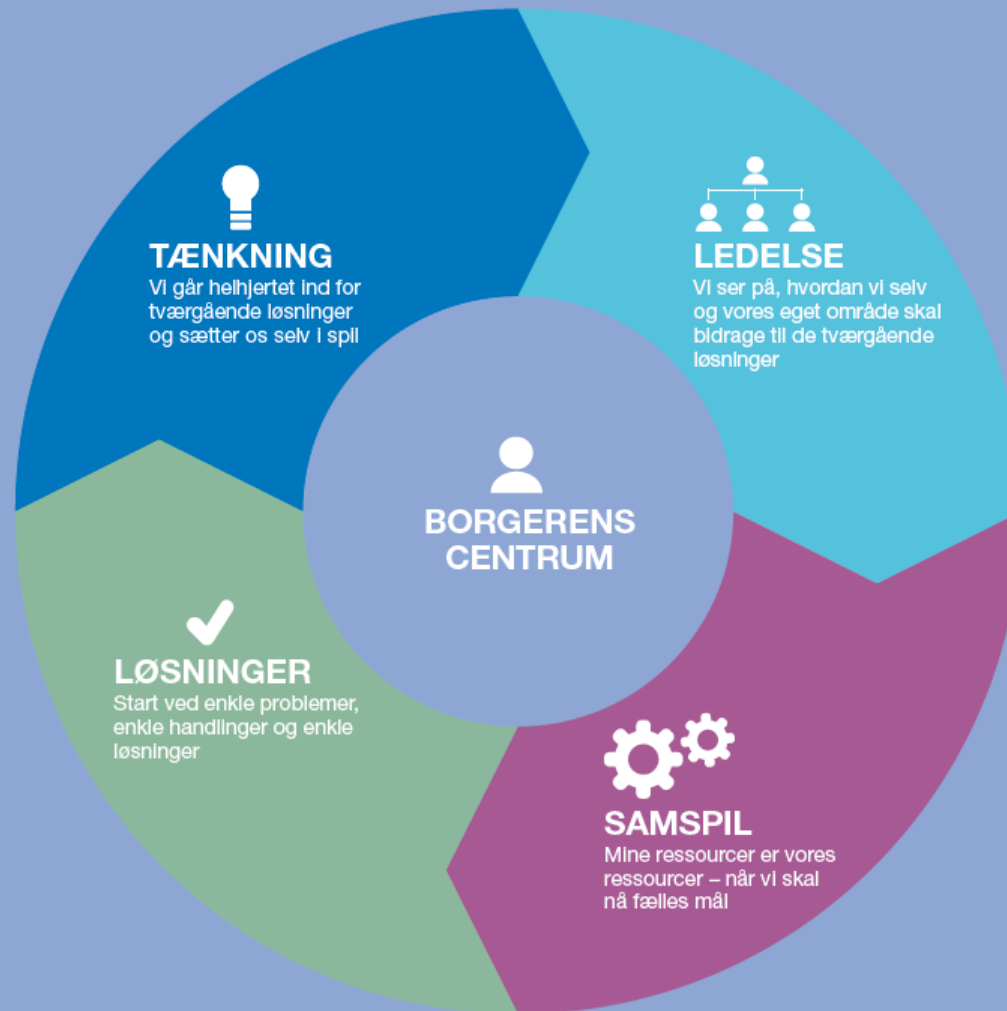 TÆNKNING
Vi går helhjertet ind for
tværgående løsninger
og sætter os selv i spil
LEDELSE
Vi ser på, hvordan vi selv
og vores eget område skal
bidrage til de tværgående
løsninger
BORGERENS
CENTRUM
LØSNINGER
Start ved enkle problemer,
enkle handlinger og enkle
løsninger
SAMSPIL
Mine ressourcer er vores
ressourcer – når vi skal
nå fælles mål